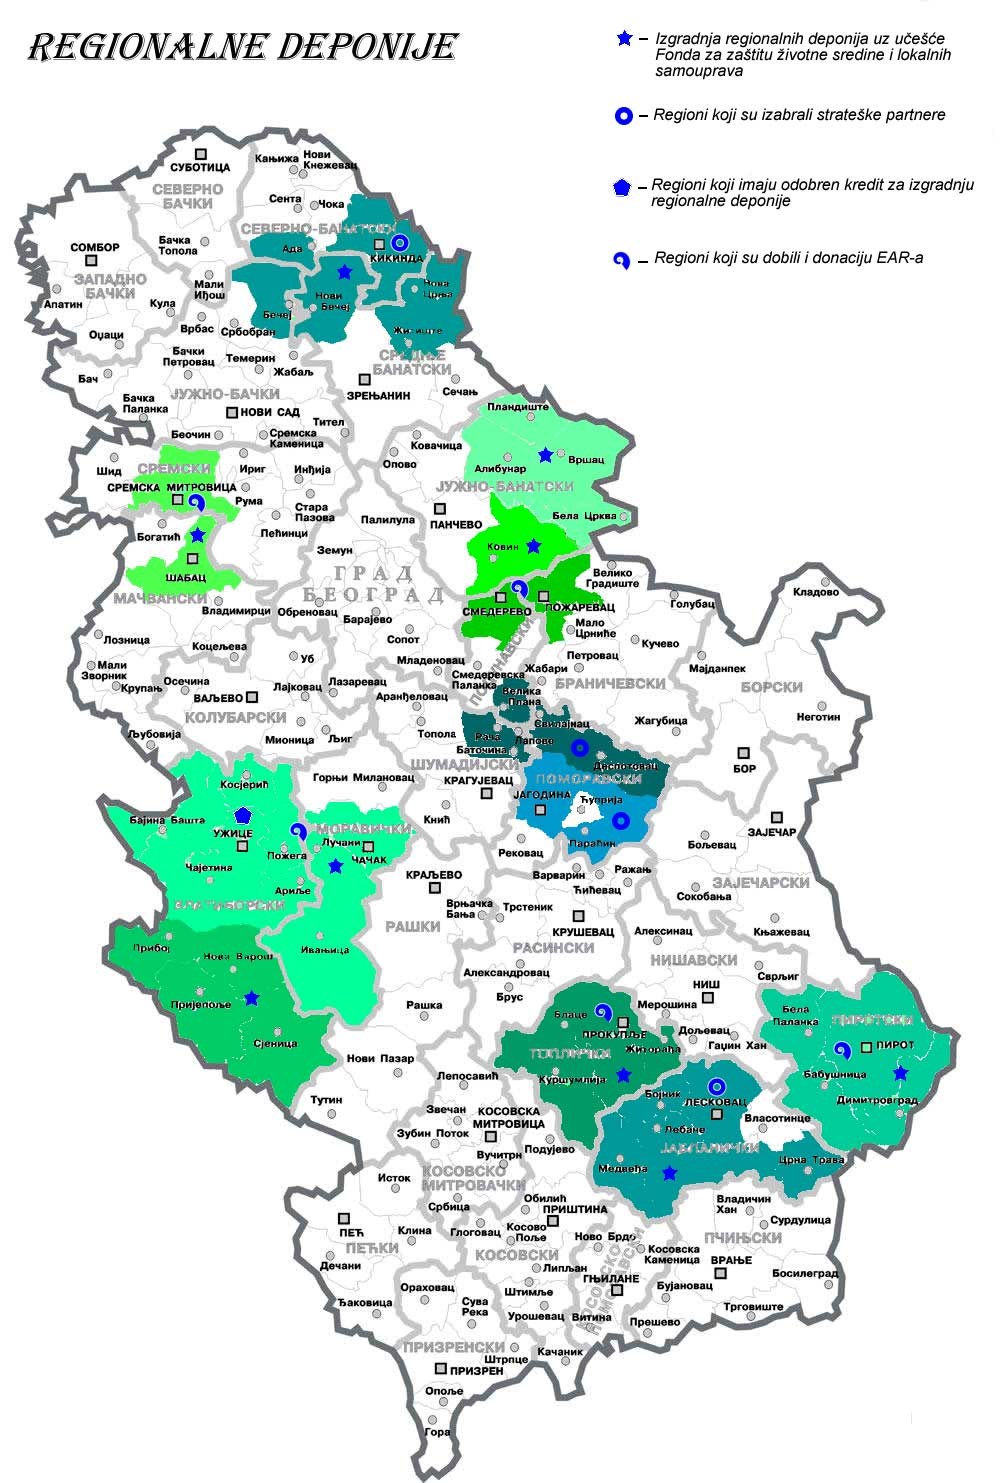 REGIONALNE DEPONIJE
– Izgradnja regionalnih deponija uz učešće
Fonda za zaštitu životne sredine i lokalnih
samouprava
– Regioni koji su izabrali strateške partnere
– Regioni koji imaju odobren kredit za izgradnju
regionalne deponije
– Regioni koji su dobili i donaciju EAR-a
СУБОТИЦА
Кањижа
Нови
Кнежевац
СЕВЕРНО
БАЧКИ
Сента
Чока
СЕВЕРНО-БАНАТСКИ
Бачка
Топола
Ада
КИКИНДА
СОМБОР
ЗАПАДНО
БАЧКИ
Апатин
Мали
Иђош
Кула
Нови
Бечеј
Нова
Црња
Бечеј
Врбас
Србобран
Оџаци
Житиште
СРЕДЊЕ
БАНАТСКИ
Бачки
Петровац
Темерин
Жабаљ
Бач
ЗРЕЊАНИН
Сечањ
ЈУЖНО-БАЧКИ
Бачка
Паланка
НОВИ САД
Пландиште
Тител
Беочин
Сремска
Каменица
Ковачица
Опово
Вршац
Алибунар
Шид
СРЕМСКИ
Ириг
Инђија
СРЕМСКА МИТРОВИЦА
Рума
ЈУЖНО-БАНАТСКИ
Стара
Пазова
Палилула
ПАНЧЕВО
Бела Црква
Богатић
Пећинци
Земун
Ковин
ГРАД
БЕОГРАД
ШАБАЦ
МАЧВАНСКИ
Велико
Градиште
Голубац
Кладово
Владимирци
Обреновац
Барајево
СМЕДЕРЕВО
ПОЖАРЕВАЦ
Сопот
Мало
Црниће
Лозница
Коцељева
Уб
Младеновац
ПОДУНАВСКИ
Петровац
Кучево
Мајданпек
Мали
Зворник
Крупањ
Осечина
ВАЉЕВО
Лајковац
Лазаревац
Аранђеловац
Смедеревска
Паланка
Жабари
БРАНИЧЕВСКИ
БОРСКИ
Велика
Плана
КОЛУБАРСКИ
Љубовија
Мионица
Љиг
Топола
Рача
Лапово
Баточина
Свилајнац
Жагубица
Неготин
ШУМАДИЈСКИ
Деспотовац
БОР
Косјерић
Горњи Милановац
КРАГУЈЕВАЦ
ПОМОРАВСКИ
ЈАГОДИНА
Ћуприја
Бајина Башта
УЖИЦЕ
МОРАВИЧКИ
Лучани
ЧАЧАК
Кнић
ЗАЈЕЧАР
Пожега
Параћин
Бољевац
Чајетина
Ариље
Рековац
ЗЛАТИБОРСКИ
КРАЉЕВО
Варварин
Ражањ
Ћићевац
ЗАЈЕЧАРСКИ
Сокобања
Врњачка
Бања
Трстеник
РАШКИ
КРУШЕВАЦ
Књажевац
Прибој
Нова Варош
Ивањица
РАСИНСКИ
Алексинац
НИШАВСКИ
Александровац
Сврљиг
Пријепоље
Брус
НИШ
Рашка
Мерошина
Бела
Паланка
ПИРОТСКИ
Блаце
ПРОКУПЉЕ
Дољевац
Гаџин Хан
ПИРОТ
Сјеница
ТОПЛИЧКИ
Житорађа
Нови Пазар
Куршумлија
Бабушница
Лепосавић
Бојник
ЛЕСКОВАЦ
Димитровград
Тутин
Звечан
КОСОВСКА
МИТРОВИЦА
Зубин Поток
Лебане
Власотинце
Вучитрн
Подујево
ЈАБЛАНИЧКИ
Медвеђа
Црна Трава
Исток
КОСОВСКО
МИТРОВАЧКИ
Србица
Обилић
ПРИШТИНА
Владичин
Хан
Сурдулица
ПЕЋ
ПЕЋКИ
Клина
Глоговац
Косово
Поље
Ново Брдо
ПЧИЊСКИ
КОСОВСКИ
Косовска
Каменица
ВРАЊЕ
Дечани
Липљан
ГЊИЛАНЕ
Бујановац
Босилеград
Ораховац
Штимље
КОСОВСКО
ПОМОРАВСКИ
Ђаковица
Сува
Река
Урошевац
Витина
Прешево
Трговиште
ПРИЗРЕНСКИ
Штрпце
Качаник
ПРИЗРЕН
Опоље
Гора